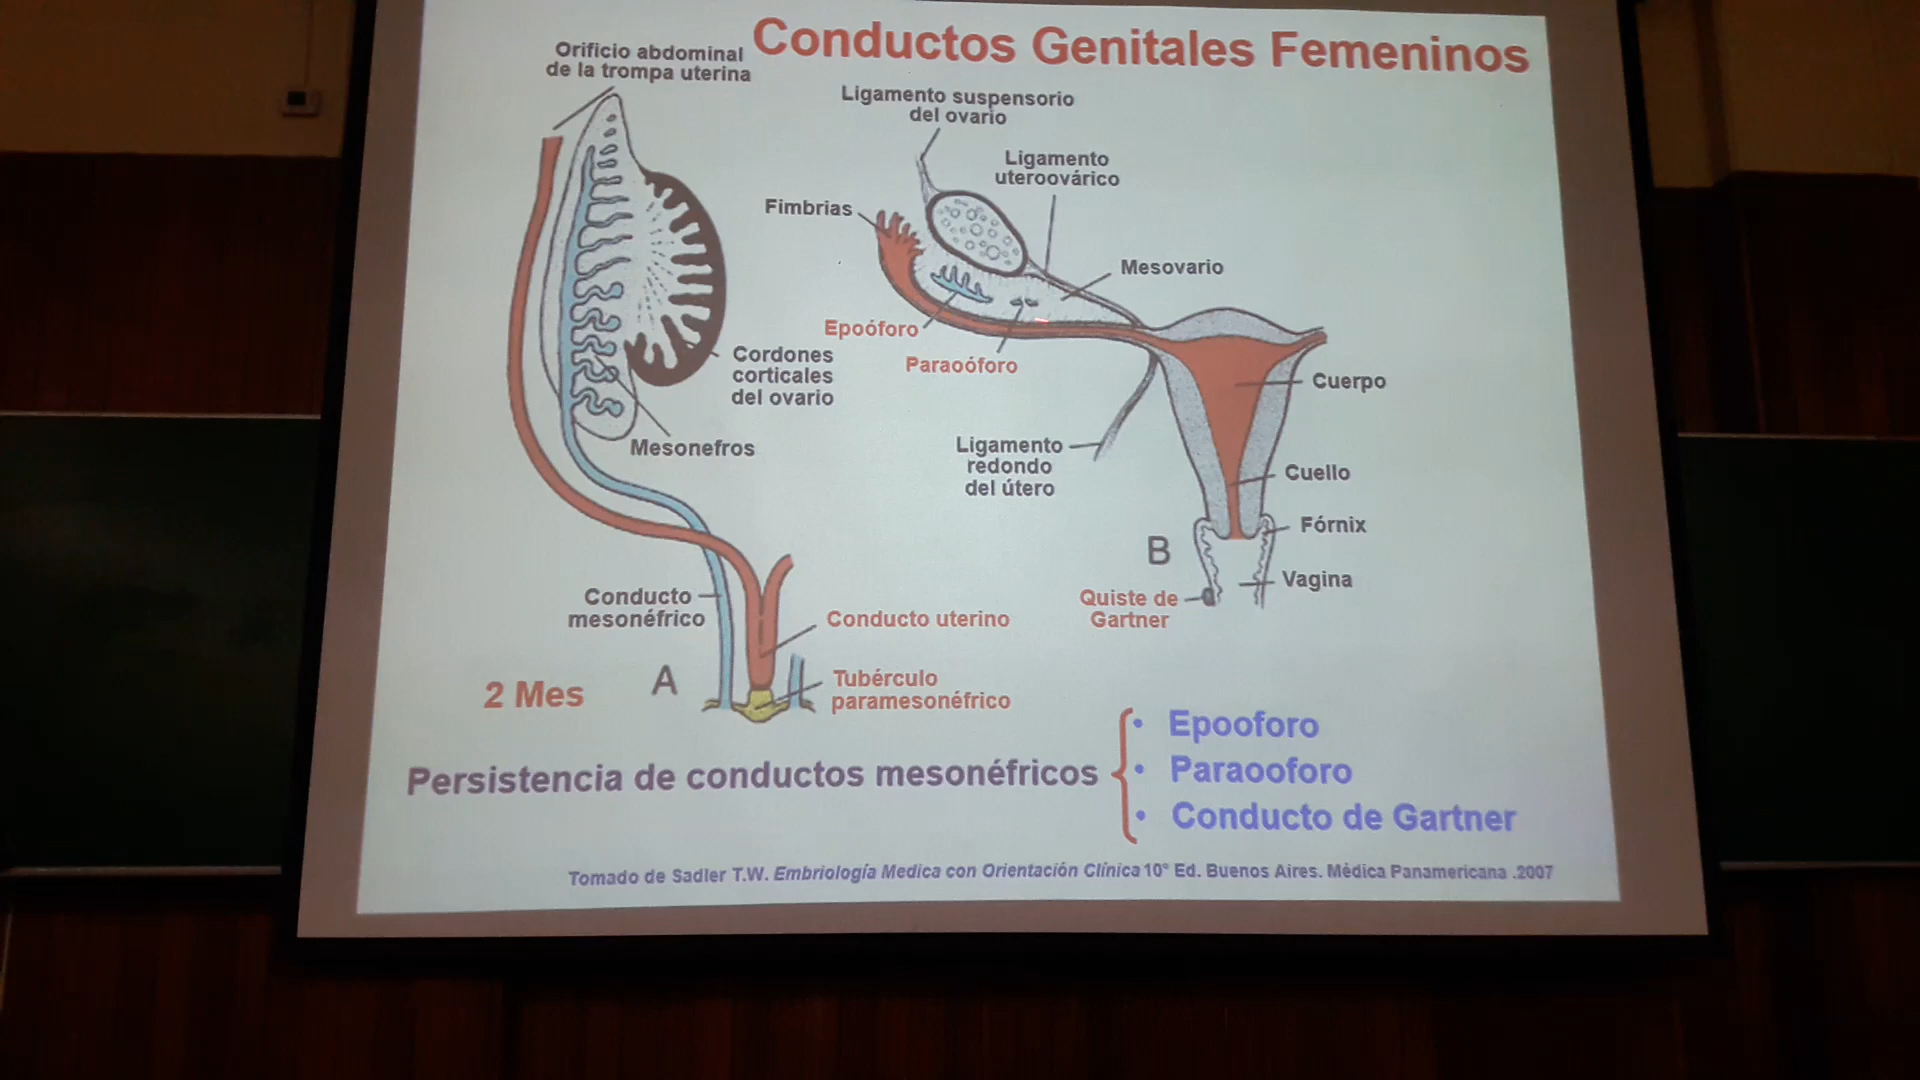 Conductos Genitales Femeninos
Orificio abdominal
de la trompa uterina
Ligamento suspensorio
del ovario
Ligamento
uteroovárico
Fimbrias
Mesovario
Epoóforo
Paraoóforo
Cordones
corticales
del ovario
Mesonefros
Cuerpo
Ligamento
redondo
del útero
Cuello
Fórnix
B
Vagina
Quiste de
Gartner
Conducto
mesonéfrico
Conducto uterino
A
2 Mes
Tubérculo
paramesonéfrico
Persistencia de conductos mesonéfricos
• Epooforo
• Paraooforo
• Conducto de Gartner
Tomado de Sadler T.W. Embriología Medica con Orientación Clínica 10° Ed. Buenos Aires. Mèdica Panamericana .2007